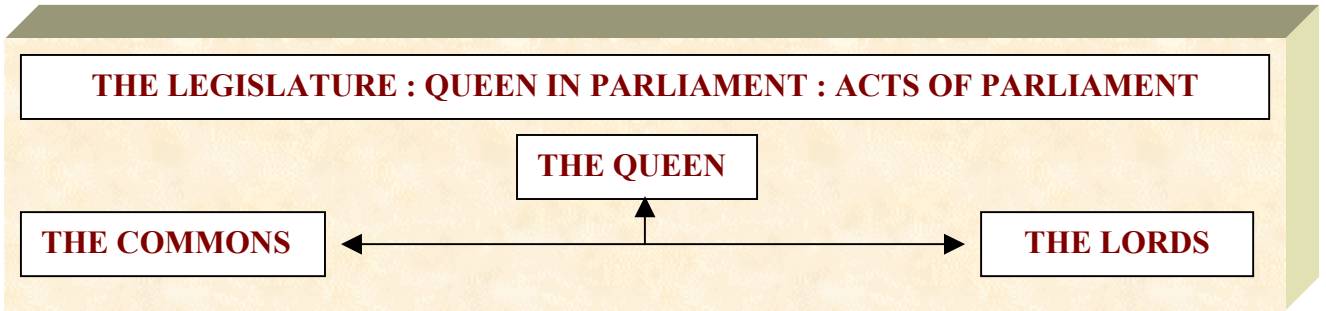 THE LEGISLATURE : QUEEN IN PARLIAMENT : ACTS OF PARLIAMENT
THE QUEEN
THE COMMONS
THE LORDS